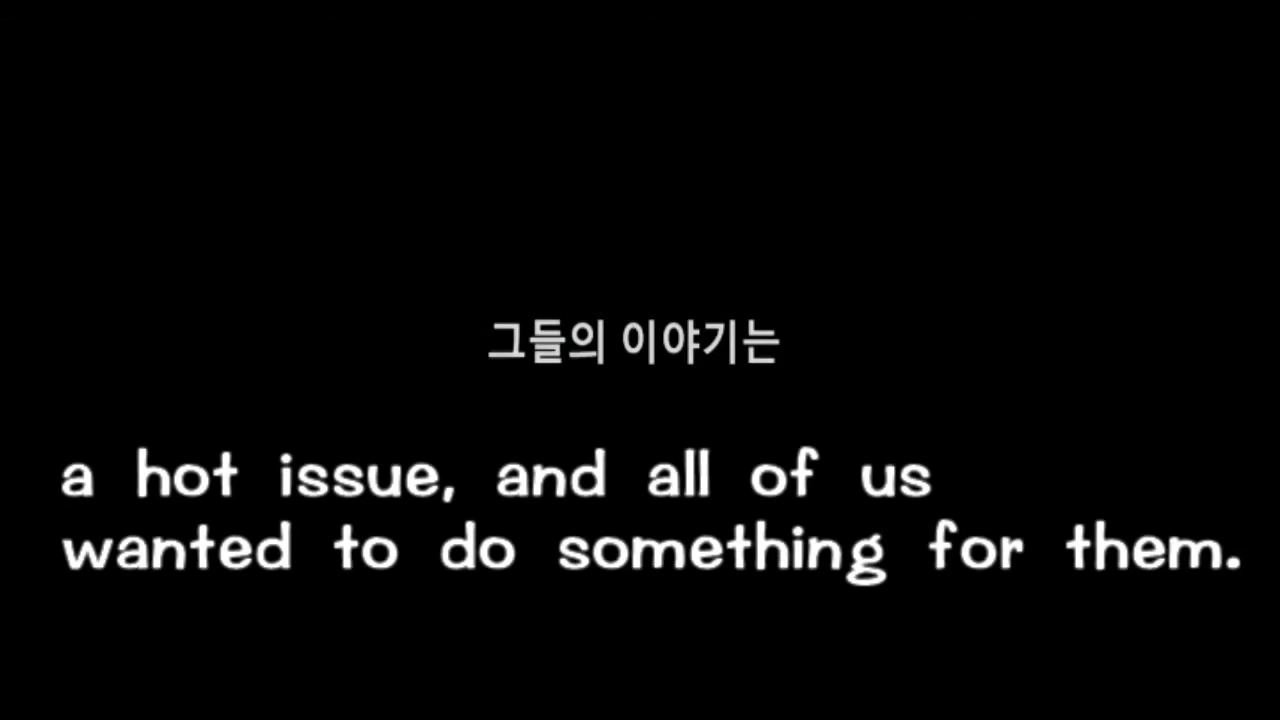 그들의 이야기는
a hot issue, and all of us
wanted to do something for them.